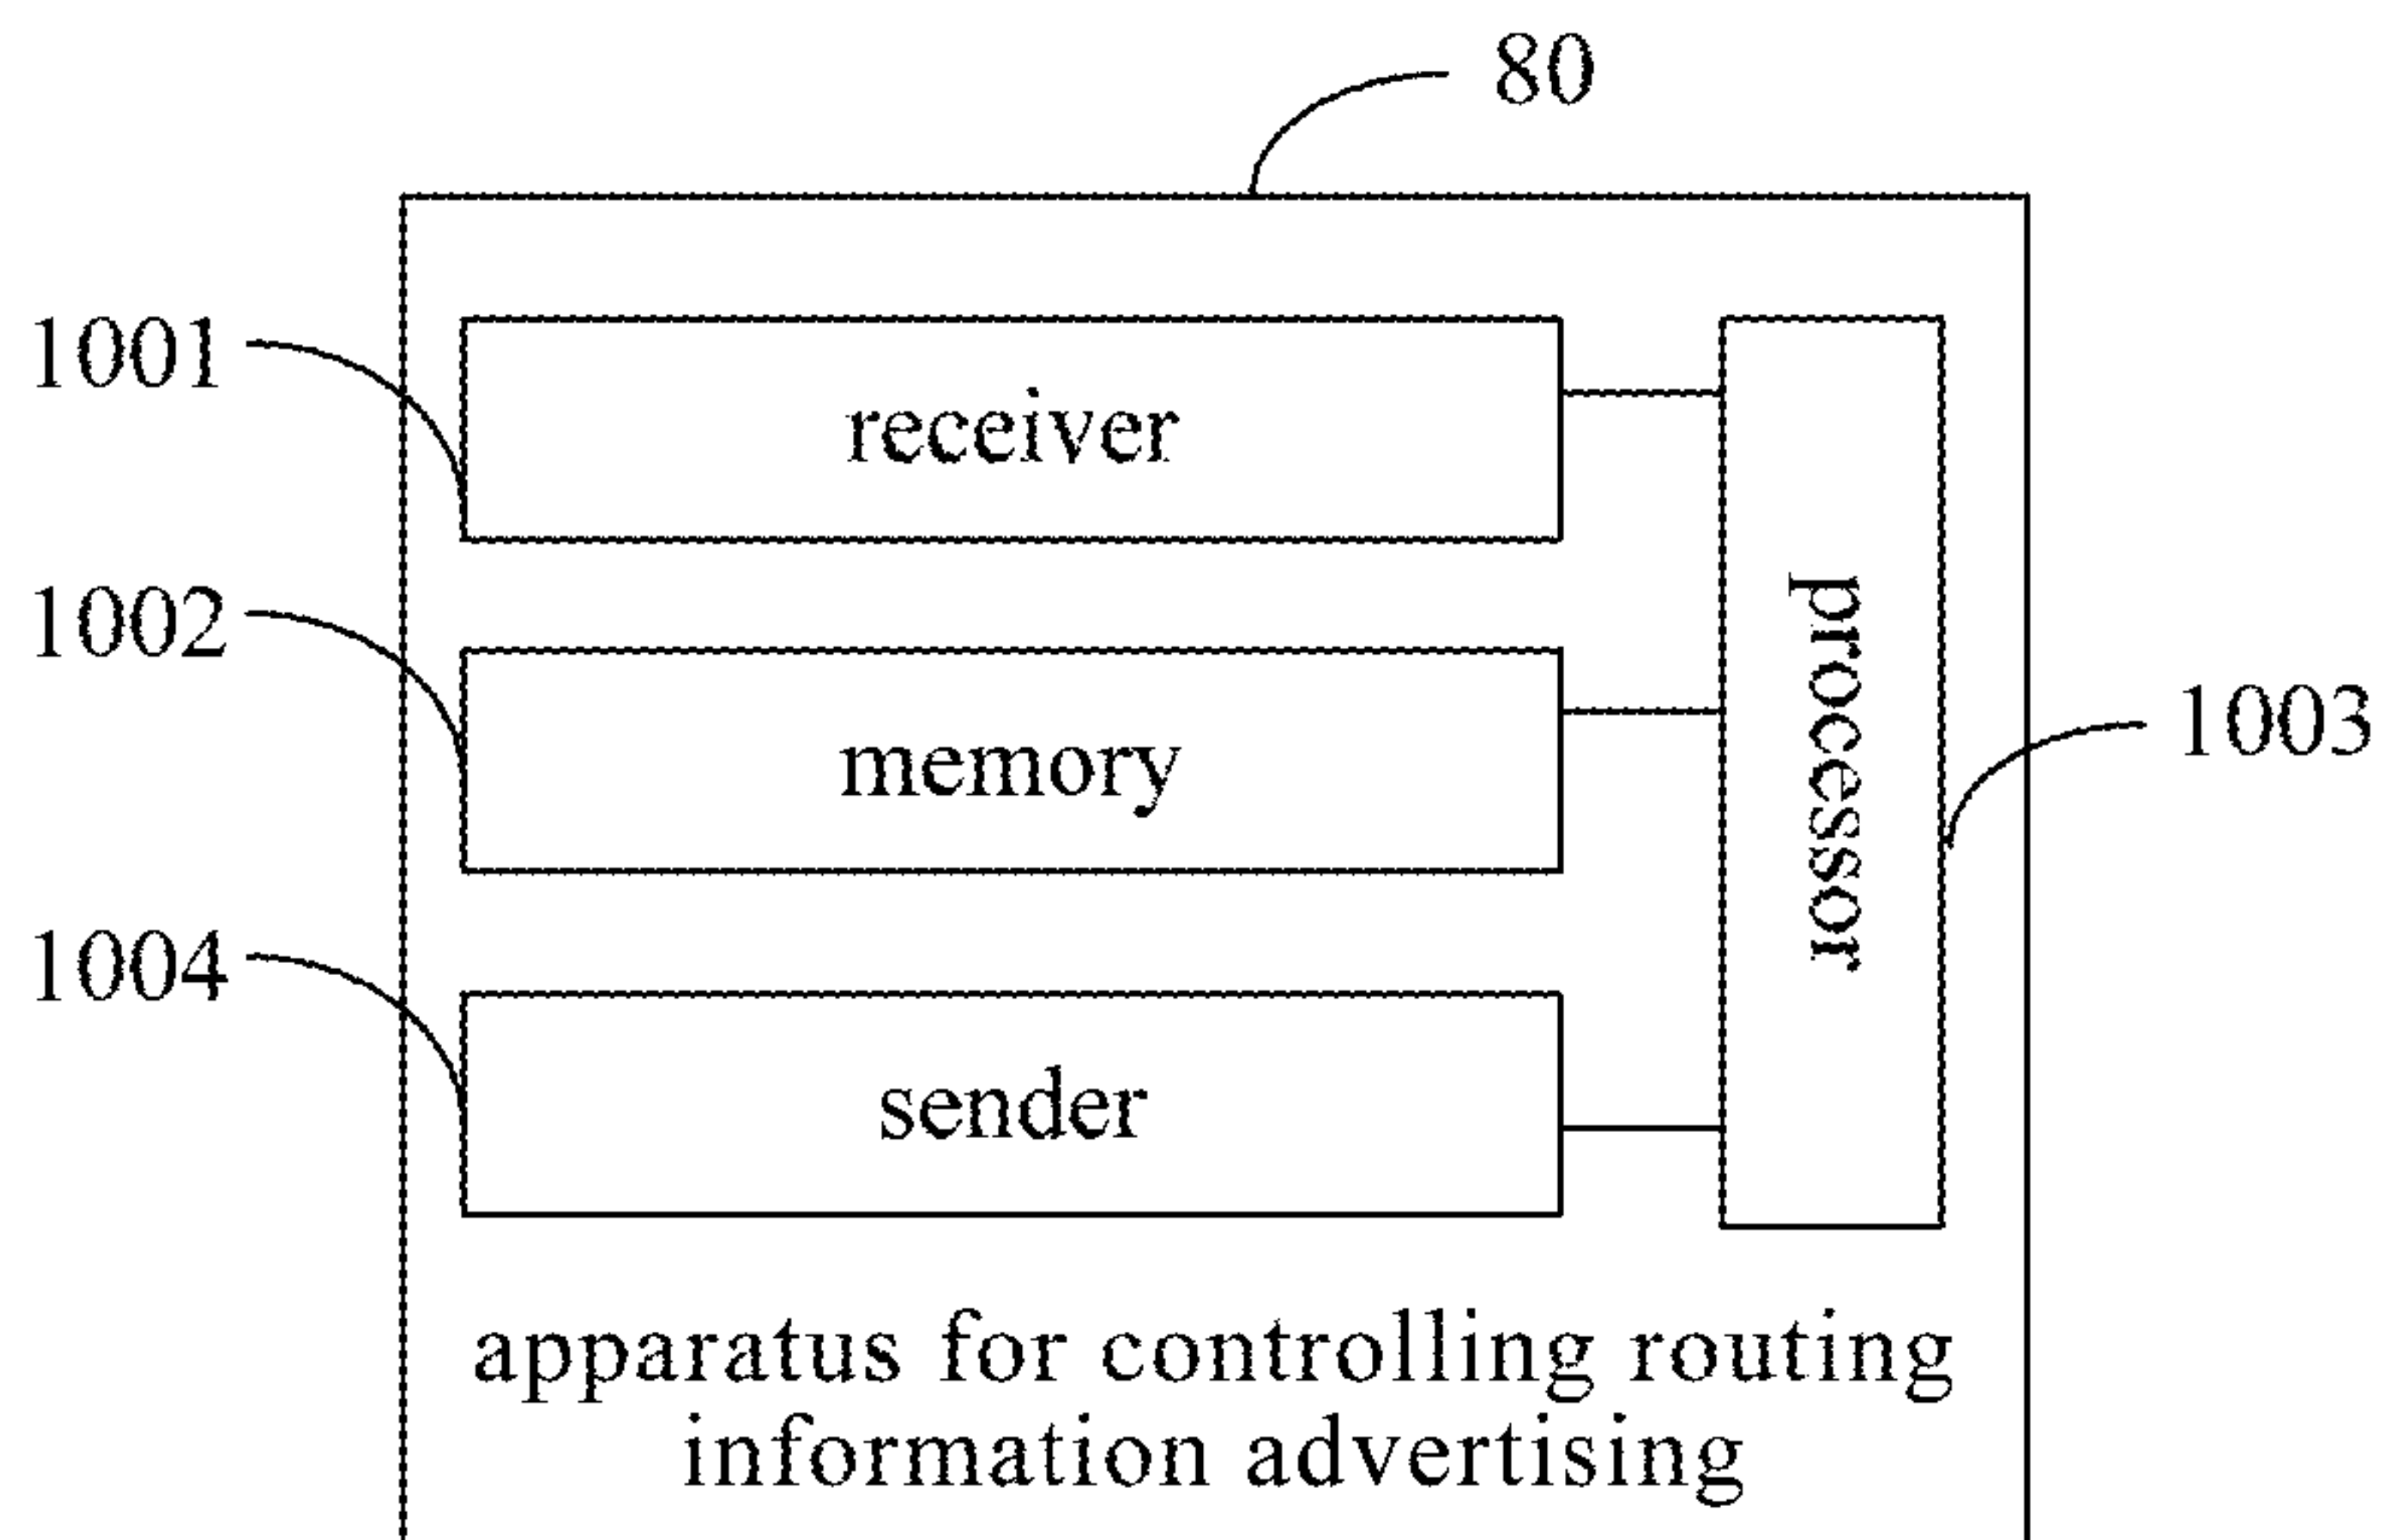 80
1001
receiver
1002
memory
processor
1003
1004
sender
apparatus for controlling routing
information advertising